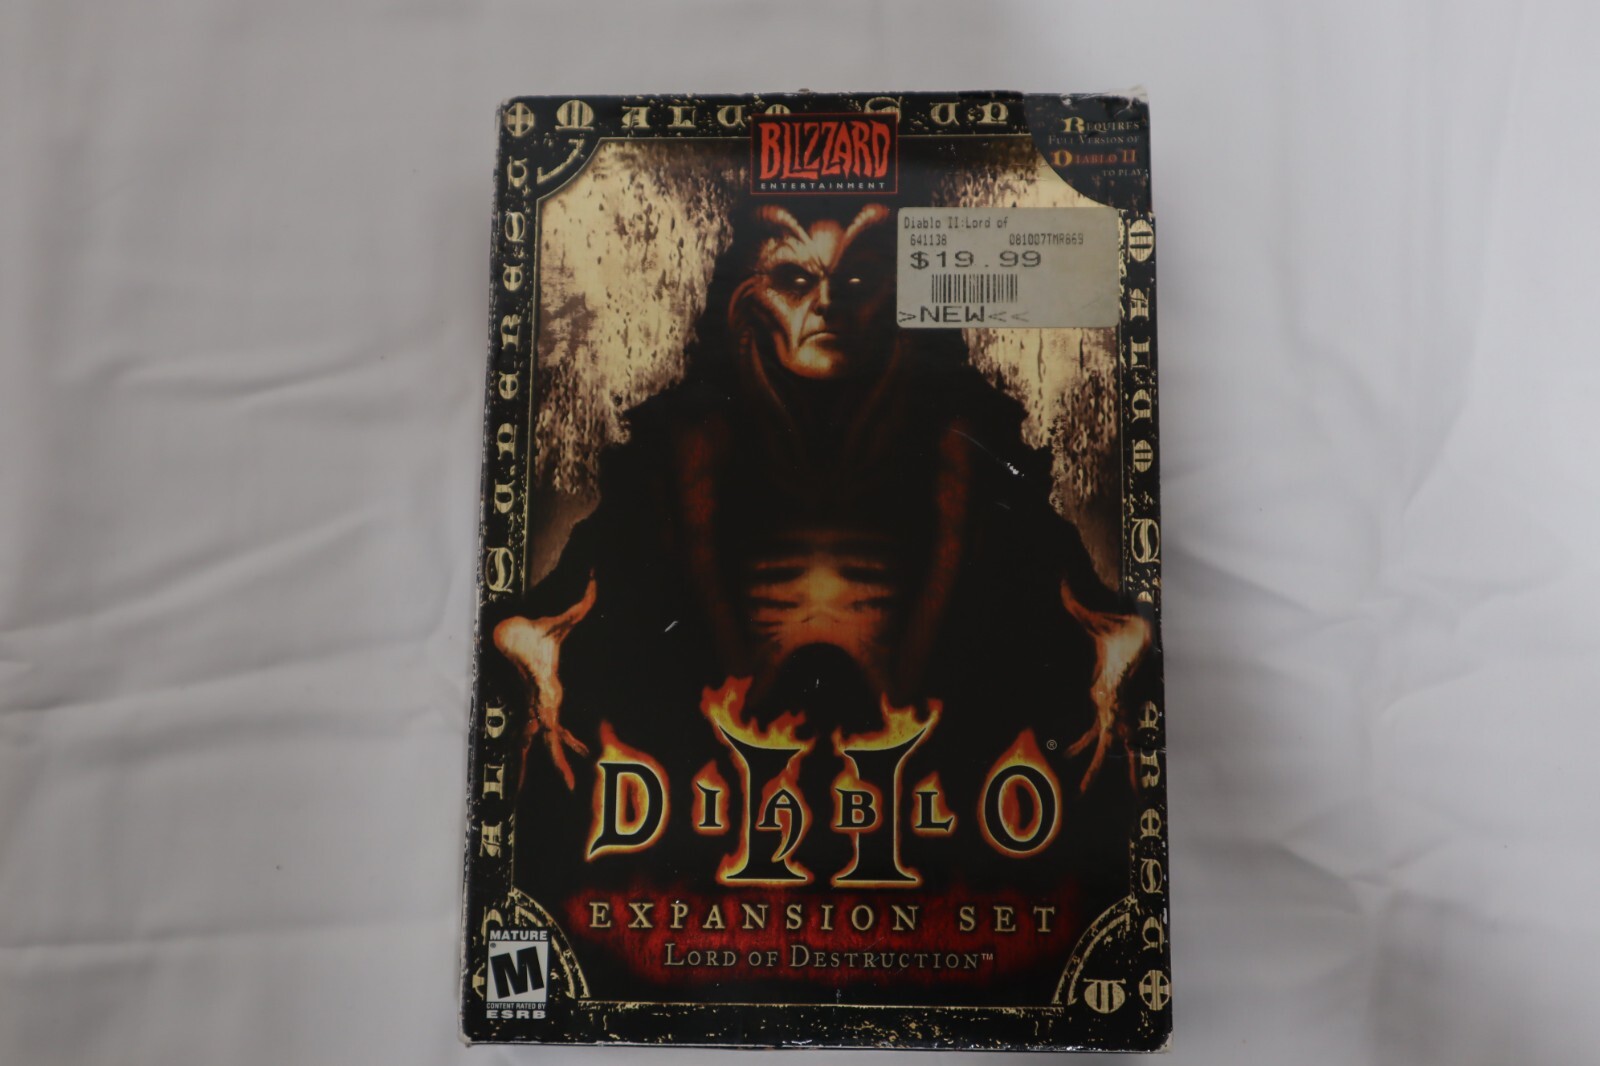 BLIZZARD
ENTERTAINMENT
REQUIRES
FULL VERSION OF
DIABLO II
TO PLAY
Diablo II:Lord of
641138 081007TMR869
$19.99
>NEW<<
DIABLO ®
II
EXPANSION SET
LORD OF DESTRUCTION™
MATURE
M
CONTENT RATED BY
ESRB